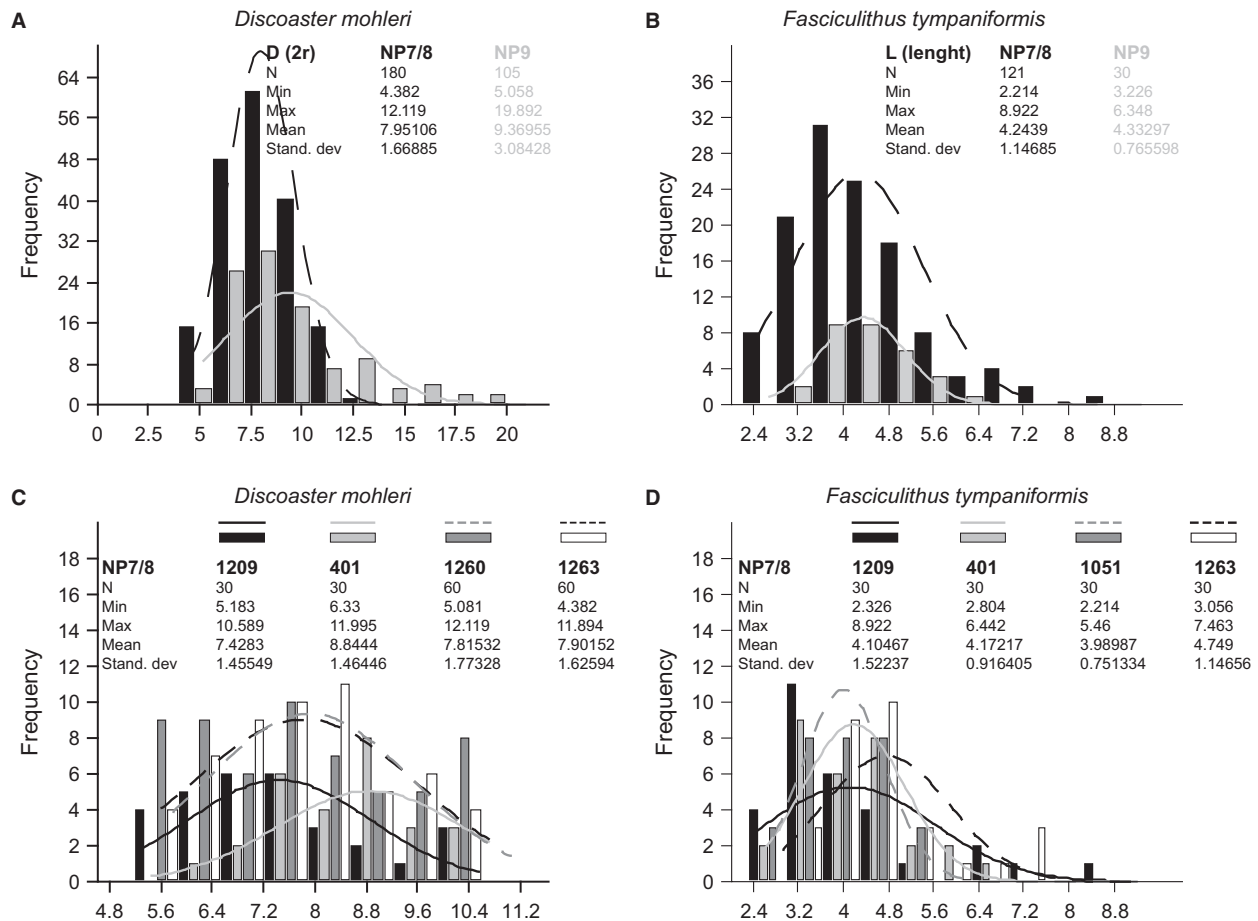 A
Discoaster mohleri
D (2r) NP7/8 NP9
N 180 105
Min 4.382 5.058
Max 12.119 19.892
Mean 7.95106 9.36955
Stand. dev 1.66885 3.08428
Frequency
64
56
48
40
32
24
16
8
0
0 2.5 5 7.5 10 12.5 15 17.5 20
B
Fasciculithus tympaniformis
L (lenght) NP7/8 NP9
N 121 30
Min 2.214 3.226
Max 8.922 6.348
Mean 4.2439 4.33297
Stand. dev 1.14685 0.765598
Frequency
36
32
28
24
20
16
12
8
4
0
2.4 3.2 4 4.8 5.6 6.4 7.2 8 8.8
C
Discoaster mohleri
NP7/8 1209 401 1260 1263
N 30 30 60 60
Min 5.183 6.33 5.081 4.382
Max 10.589 11.995 12.119 11.894
Mean 7.4283 8.8444 7.81532 7.90152
Stand. dev 1.45549 1.46446 1.77328 1.62594
Frequency
18
16
14
12
10
8
6
4
2
0
4.8 5.6 6.4 7.2 8 8.8 9.6 10.4 11.2
D
Fasciculithus tympaniformis
NP7/8 1209 401 1051 1263
N 30 30 30 30
Min 2.326 2.804 2.214 3.056
Max 8.922 6.442 5.46 7.463
Mean 4.10467 4.17217 3.98987 4.749
Stand. dev 1.52237 0.916405 0.751334 1.14656
Frequency
18
16
14
12
10
8
6
4
2
0
2.4 3.2 4 4.8 5.6 6.4 7.2 8 8.8